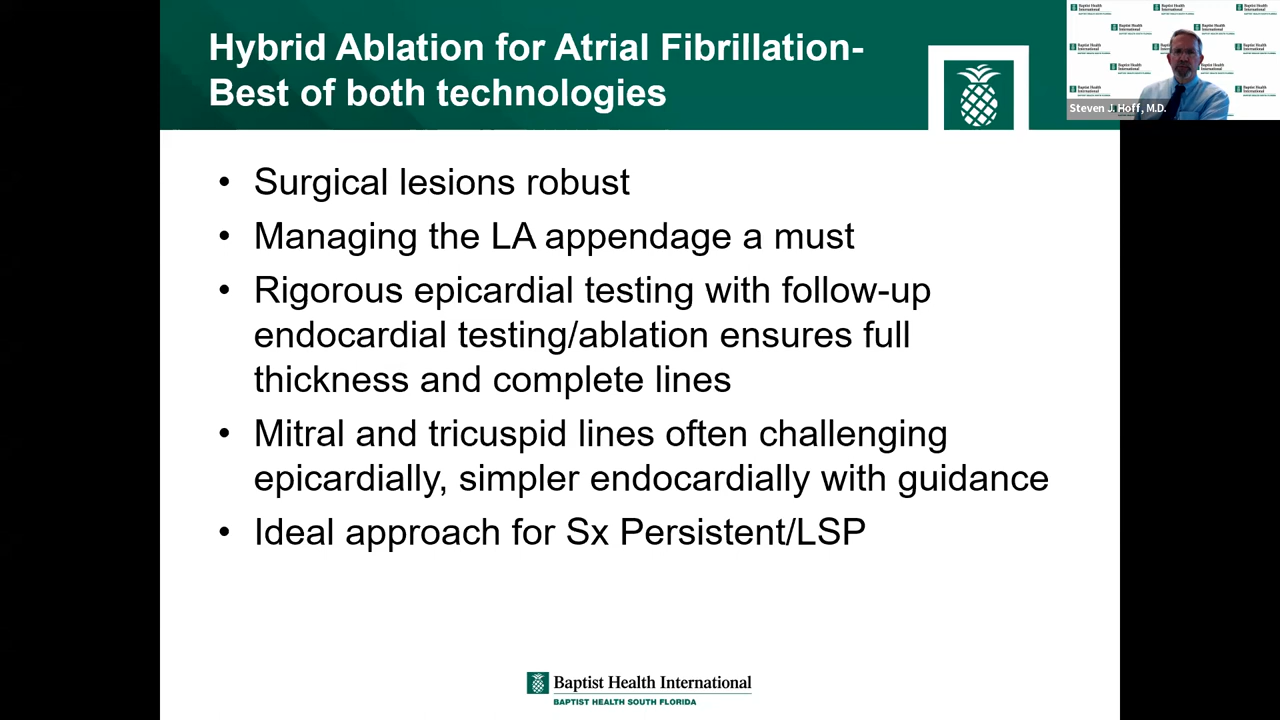 Hybrid Ablation for Atrial Fibrillation-
Best of both technologies
Steven J. Hoff, M.D.
• Surgical lesions robust
• Managing the LA appendage a must
• Rigorous epicardial testing with follow-up
endocardial testing/ablation ensures full
thickness and complete lines
• Mitral and tricuspid lines often challenging
epicardially, simpler endocardially with guidance
• Ideal approach for Sx Persistent/LSP
Baptist Health International
BAPTIST HEALTH SOUTH FLORIDA